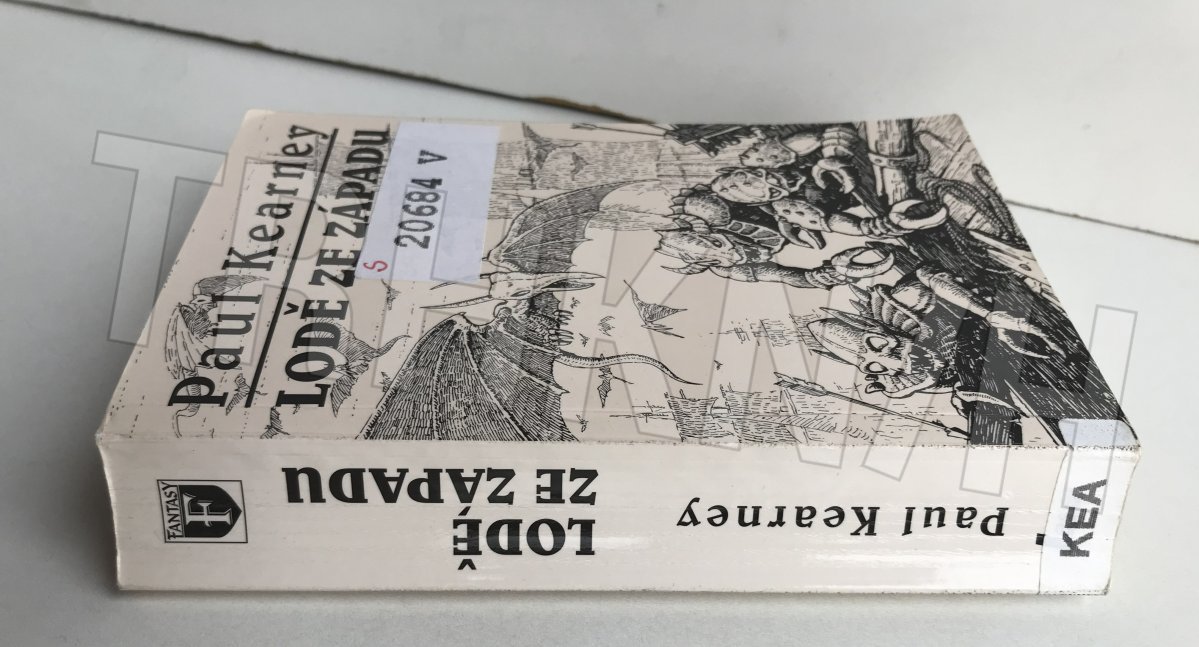 Paul Kearney
LODĚ ZE ZÁPADU
S
20684 V
FANTASY
F
LODĚ
ZE ZÁPADU
Paul Kearney
KEA